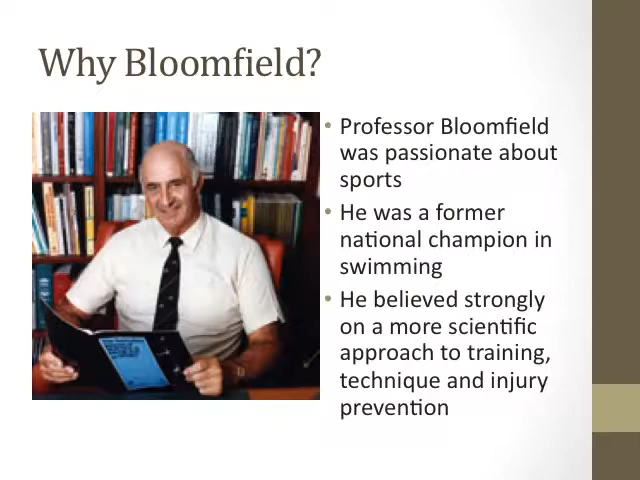 Why Bloomfield?
• Professor Bloomfield
was passionate about
sports
• He was a former
national champion in
swimming
• He believed strongly
on a more scientific
approach to training,
technique and injury
prevention